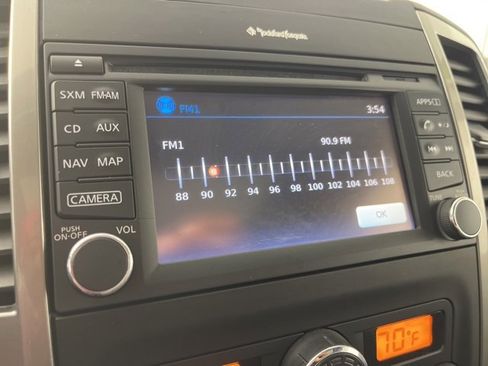 Rockford Fosgate
SXM FM-AM
CD AUX
NAV MAP
CAMERA
PUSH
ON-OFF
VOL
FM1
3:54
FM1
90.9 FM
88 90 92 94 96 98 100 102 104 106 108
OK
APPS
BACK
70°F